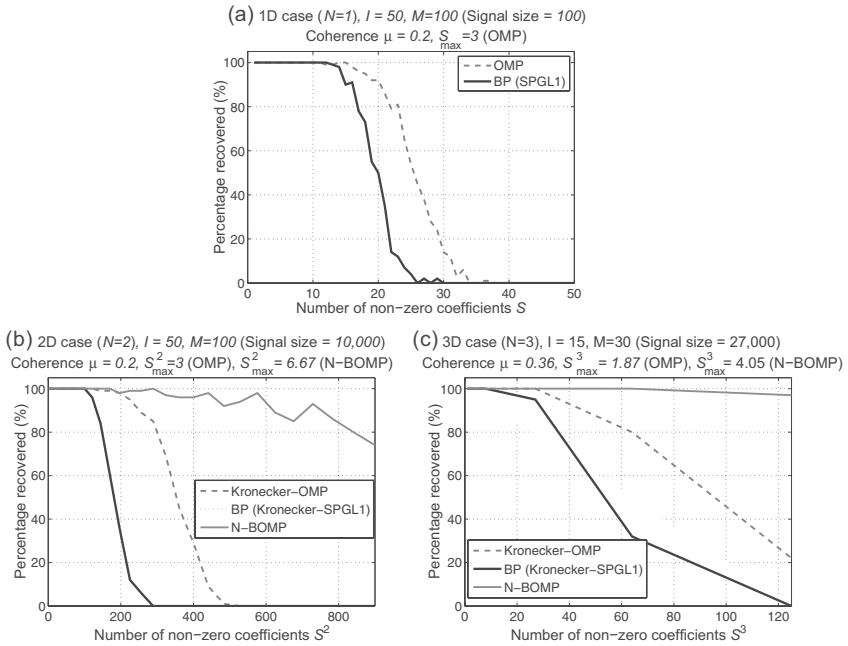 (a) 1D case (N=1), I = 50, M=100 (Signal size = 100)
Coherence μ = 0.2, S_max =3 (OMP)
100
80
60
40
20
0
Percentage recovered (%)
OMP
BP (SPGL1)
0 10 20 30 40 50
Number of non-zero coefficients S
(b) 2D case (N=2), I = 50, M=100 (Signal size = 10,000)
Coherence μ = 0.2, S²_max=3 (OMP), S²_max = 6.67 (N-BOMP)
100
80
60
40
20
0
Percentage recovered (%)
Kronecker-OMP
BP (Kronecker-SPGL1)
N-BOMP
0 200 400 600 800
Number of non-zero coefficients S²
(c) 3D case (N=3), I = 15, M=30 (Signal size = 27,000)
Coherence μ = 0.36, S³_max = 1.87 (OMP), S³_max = 4.05 (N-BOMP)
100
80
60
40
20
0
Percentage recovered (%)
Kronecker-OMP
BP (Kronecker-SPGL1)
N-BOMP
0 20 40 60 80 100 120
Number of non-zero coefficients S³